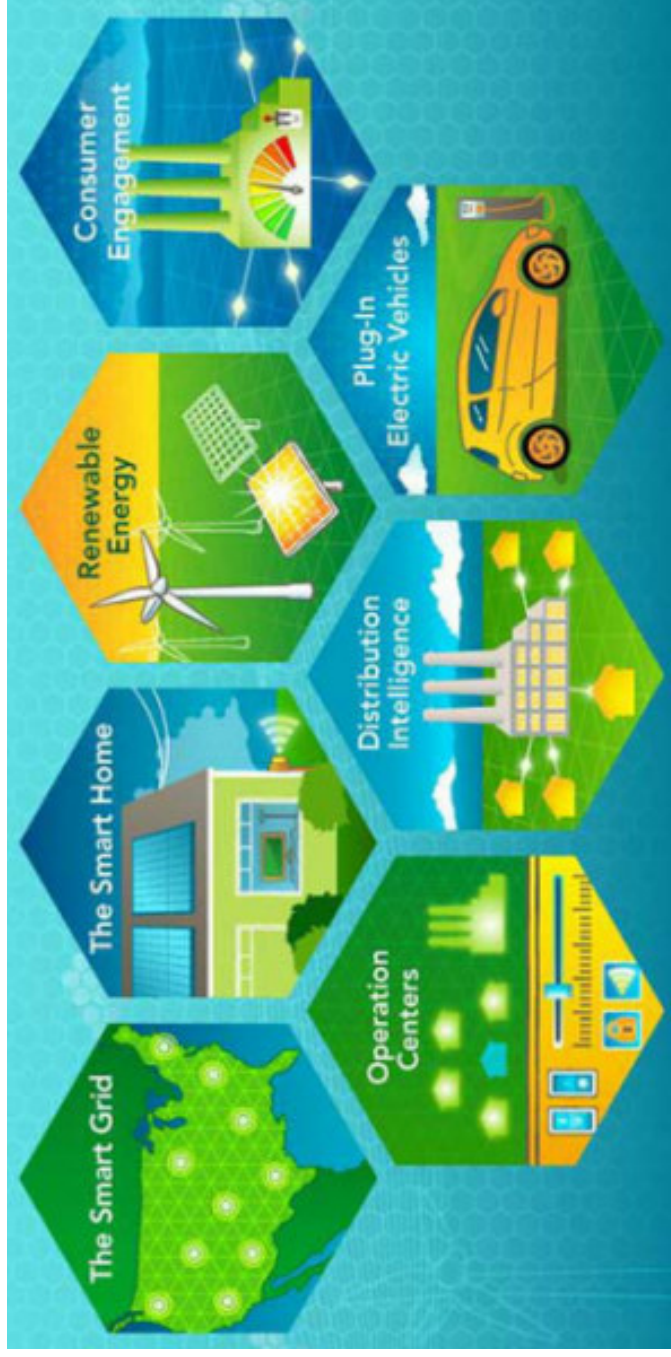 The Smart Grid
The Smart Home
Renewable
Energy
Consumer
Engagement
Operation
Centers
Distribution
Intelligence
Plug-In
Electric Vehicles